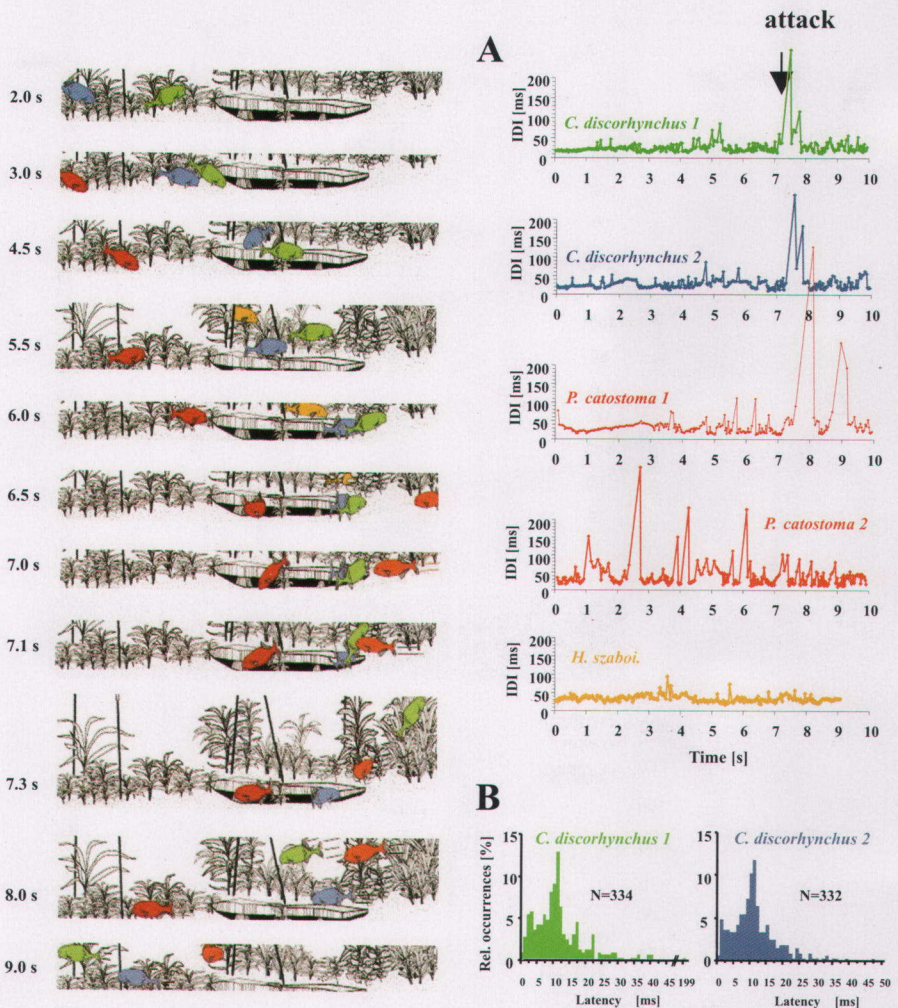 2.0 s
3.0 s
4.5 s
5.5 s
6.0 s
6.5 s
7.0 s
7.1 s
7.3 s
8.0 s
9.0 s
A
attack
IDI [ms]
200
150
100
50
0
C. discorhynchus 1
0 1 2 3 4 5 6 7 8 9 10
IDI [ms]
200
150
100
50
0
C. discorhynchus 2
0 1 2 3 4 5 6 7 8 9 10
IDI [ms]
200
150
100
50
0
P. catostoma 1
0 1 2 3 4 5 6 7 8 9 10
IDI [ms]
200
150
100
50
0
P. catostoma 2
0 1 2 3 4 5 6 7 8 9 10
IDI [ms]
200
150
100
50
0
H. szaboi.
0 1 2 3 4 5 6 7 8 9 10
Time [s]
B
Rel. occurrences [%]
15
10
5
0
C. discorhynchus 1
N=334
0 5 10 15 20 25 30 35 40 45 199
Latency [ms]
15
10
5
0
C. discorhynchus 2
N=332
0 5 10 15 20 25 30 35 40 45 50
Latency [ms]